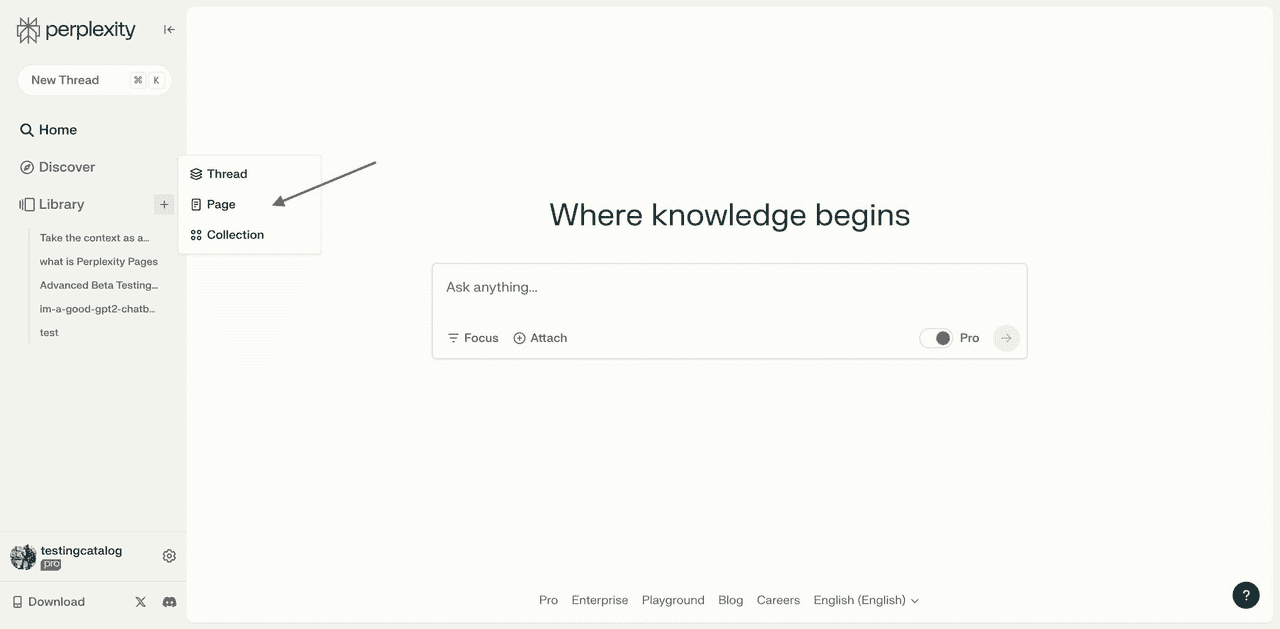 perplexity
New Thread ⌘ K
Home
Discover
Library +
Thread
Page
Collection
Take the context as a...
what is Perplexity Pages
Advanced Beta Testing...
im-a-good-gpt2-chatb...
test
Where knowledge begins
Ask anything...
Focus Attach Pro
testingcatalog
pro
Download
Pro Enterprise Playground Blog Careers English (English)
?